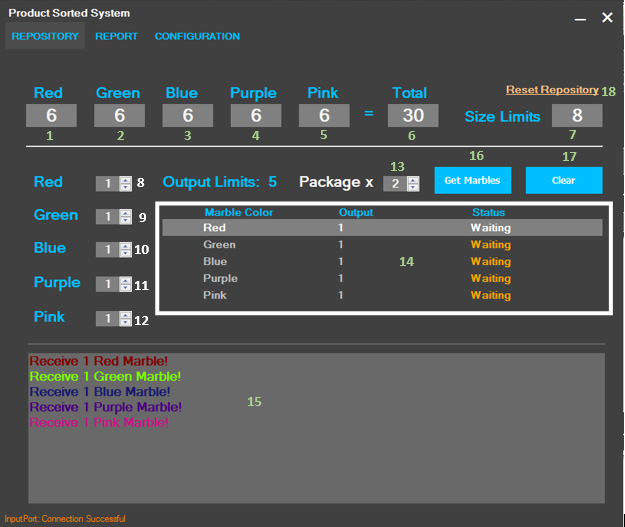 Product Sorted System
REPOSITORY REPORT CONFIGURATION
Reset Repository 18
Red Green Blue Purple Pink Total
6 6 6 6 6 = 30 Size Limits 8
1 2 3 4 5 6 7
13 16 17
Red 1 8 Output Limits: 5 Package x 2 Get Marbles Clear
Green 1 9
Blue 1 10
Purple 1 11
Pink 1 12
Marble Color Output Status
Red 1 Waiting
Green 1 Waiting
Blue 1 14 Waiting
Purple 1 Waiting
Pink 1 Waiting
Receive 1 Red Marble!
Receive 1 Green Marble!
Receive 1 Blue Marble!
Receive 1 Purple Marble!
Receive 1 Pink Marble!
15
InputPort: Connection Successful